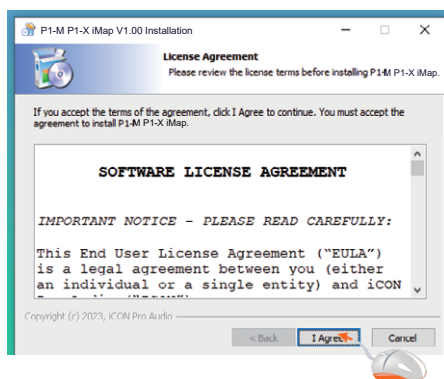 P1-M P1-X iMap V1.00 Installation
License Agreement
Please review the license terms before installing P1-M P1-X iMap.
If you accept the terms of the agreement, click I Agree to continue. You must accept the
agreement to install P1-M P1-X iMap.
SOFTWARE LICENSE AGREEMENT
IMPORTANT NOTICE – PLEASE READ CAREFULLY:
This End User License Agreement (“EULA”)
is a legal agreement between you (either
an individual or a single entity) and iCON
Copyright (c) 2023, iCON Pro Audio
< Back
I Agree
Cancel